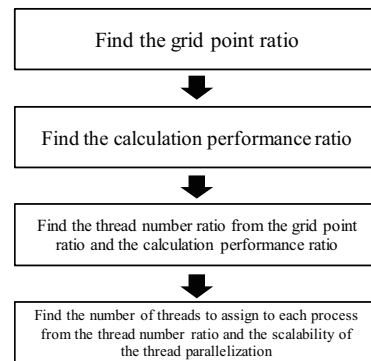 Find the grid point ratio
Find the calculation performance ratio
Find the thread number ratio from the grid point
ratio and the calculation performance ratio
Find the number of threads to assign to each process
from the thread number ratio and the scalability of
the thread parallelization